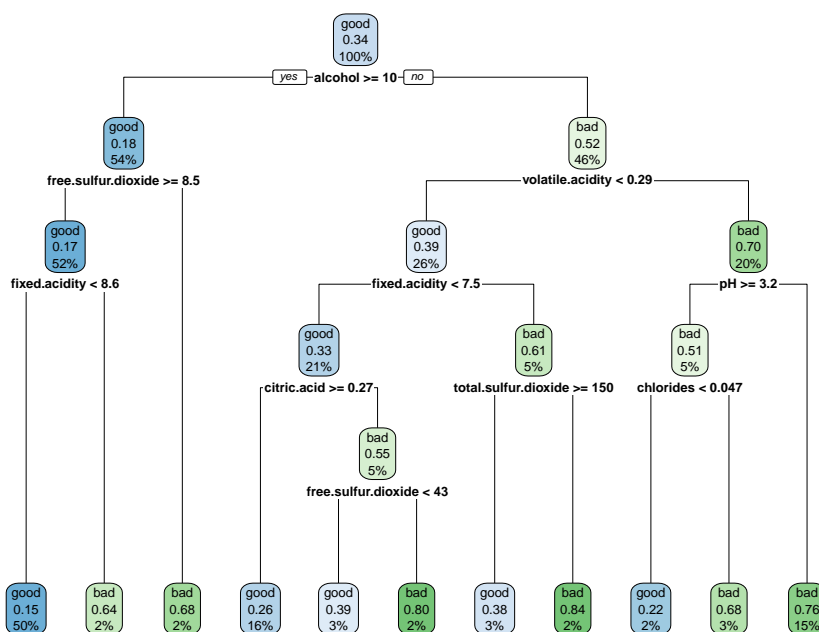 good
0.34
100%
yes alcohol >= 10 no
good
0.18
54%
free.sulfur.dioxide >= 8.5
bad
0.52
46%
volatile.acidity < 0.29
good
0.17
52%
fixed.acidity < 8.6
good
0.39
26%
fixed.acidity < 7.5
bad
0.70
20%
pH >= 3.2
good
0.33
21%
citric.acid >= 0.27
bad
0.61
5%
total.sulfur.dioxide >= 150
bad
0.51
5%
chlorides < 0.047
bad
0.55
5%
free.sulfur.dioxide < 43
good
0.15
50%
bad
0.64
2%
bad
0.68
2%
good
0.26
16%
good
0.39
3%
bad
0.80
2%
good
0.38
3%
bad
0.84
2%
good
0.22
2%
bad
0.68
3%
bad
0.76
15%